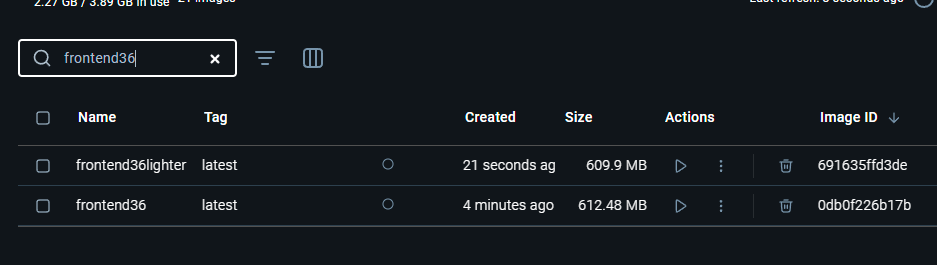 2.27 GB / 3.89 GB in use 21 images Last refresh: 8 seconds ago
frontend36
Name Tag Created Size Actions Image ID
frontend36lighter latest 21 seconds ag 609.9 MB 691635ffd3de
frontend36 latest 4 minutes ago 612.48 MB 0db0f226b17b